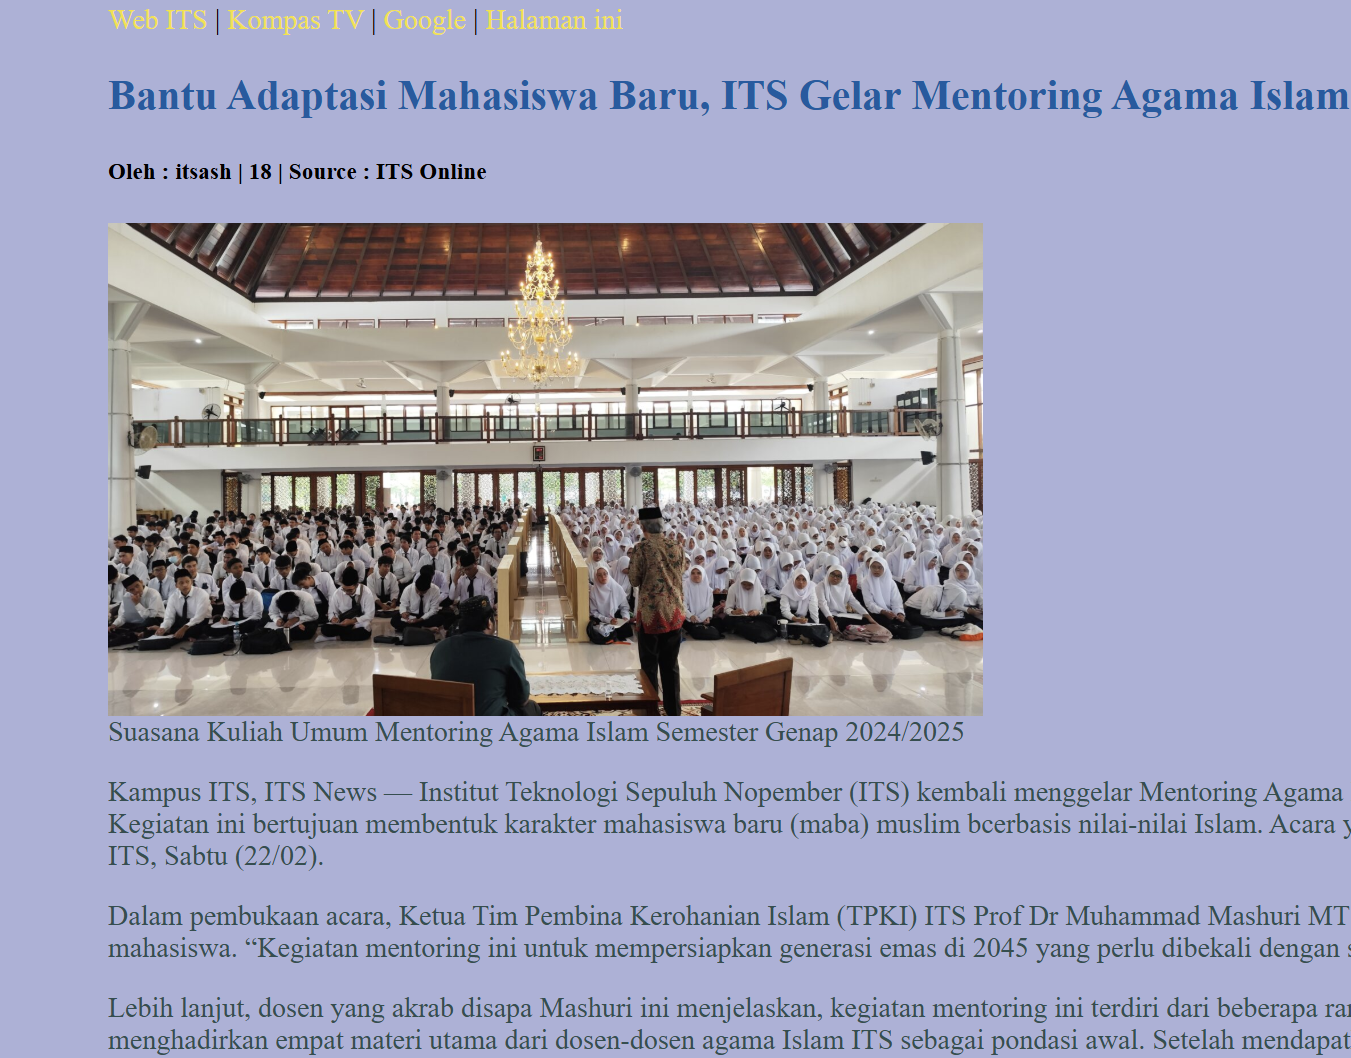 Web ITS | Kompas TV | Google | Halaman ini
Bantu Adaptasi Mahasiswa Baru, ITS Gelar Mentoring Agama Islam
Oleh : itsash | 18 | Source : ITS Online
Suasana Kuliah Umum Mentoring Agama Islam Semester Genap 2024/2025
Kampus ITS, ITS News — Institut Teknologi Sepuluh Nopember (ITS) kembali menggelar Mentoring Agama
Kegiatan ini bertujuan membentuk karakter mahasiswa baru (maba) muslim bcerbasis nilai-nilai Islam. Acara y
ITS, Sabtu (22/02).
Dalam pembukaan acara, Ketua Tim Pembina Kerohanian Islam (TPKI) ITS Prof Dr Muhammad Mashuri MT
mahasiswa. “Kegiatan mentoring ini untuk mempersiapkan generasi emas di 2045 yang perlu dibekali dengan s
Lebih lanjut, dosen yang akrab disapa Mashuri ini menjelaskan, kegiatan mentoring ini terdiri dari beberapa ran
menghadirkan empat materi utama dari dosen-dosen agama Islam ITS sebagai pondasi awal. Setelah mendapat